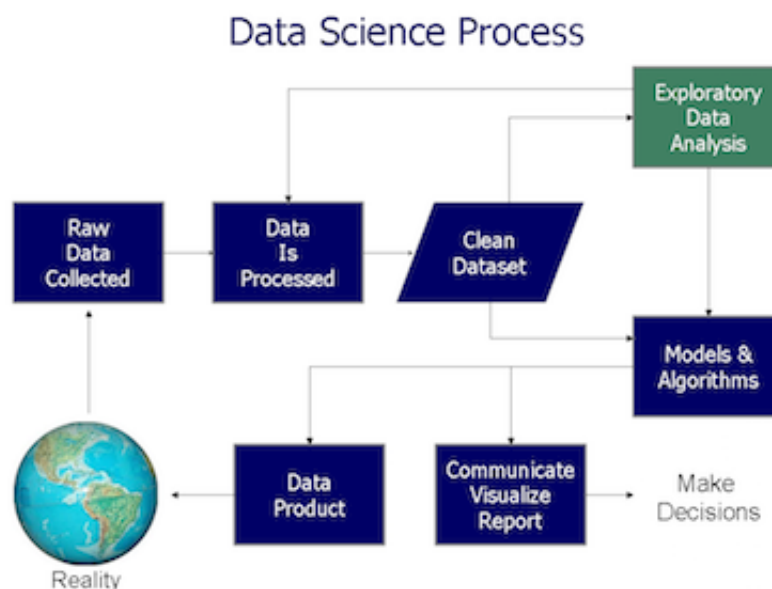 Data Science Process
Exploratory
Data
Analysis
Raw
Data
Collected
Data
Is
Processed
Clean
Dataset
Models &
Algorithms
Data
Product
Communicate
Visualize
Report
Make
Decisions
Reality